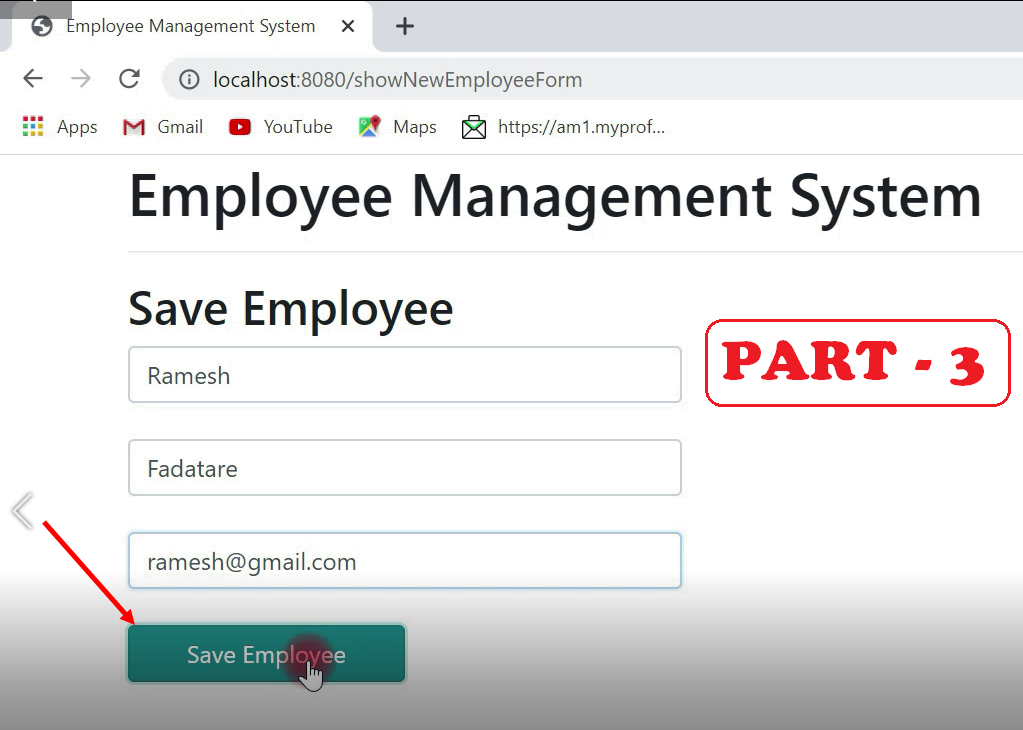 Employee Management System
localhost:8080/showNewEmployeeForm
Apps Gmail YouTube Maps https://am1.myprof...
Employee Management System
Save Employee
Ramesh
PART - 3
Fadatare
ramesh@gmail.com
Save Employee